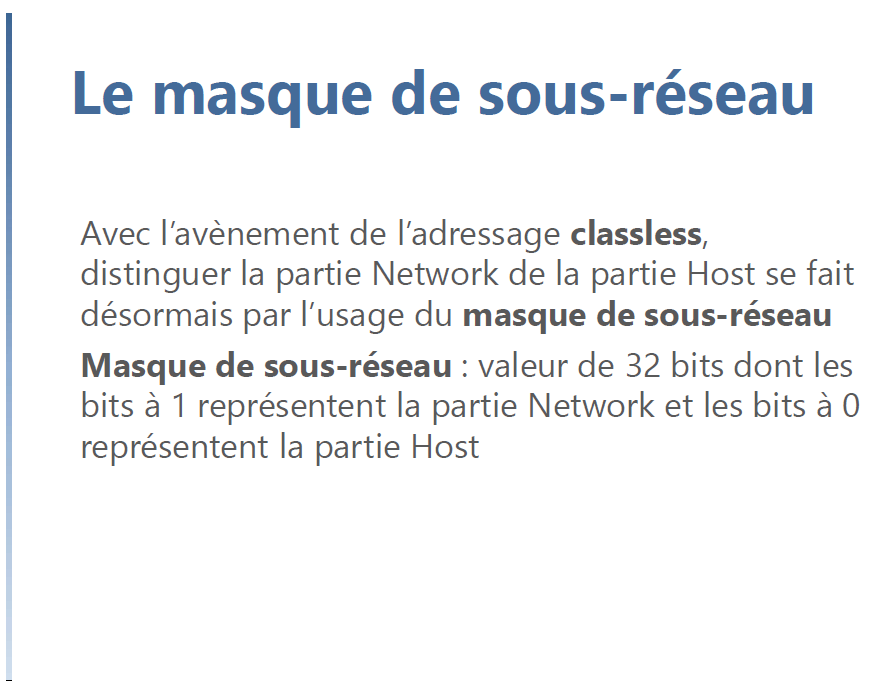 Le masque de sous-réseau
Avec l’avènement de l’adressage classless,
distinguer la partie Network de la partie Host se fait
désormais par l’usage du masque de sous-réseau
Masque de sous-réseau : valeur de 32 bits dont les
bits à 1 représentent la partie Network et les bits à 0
représentent la partie Host